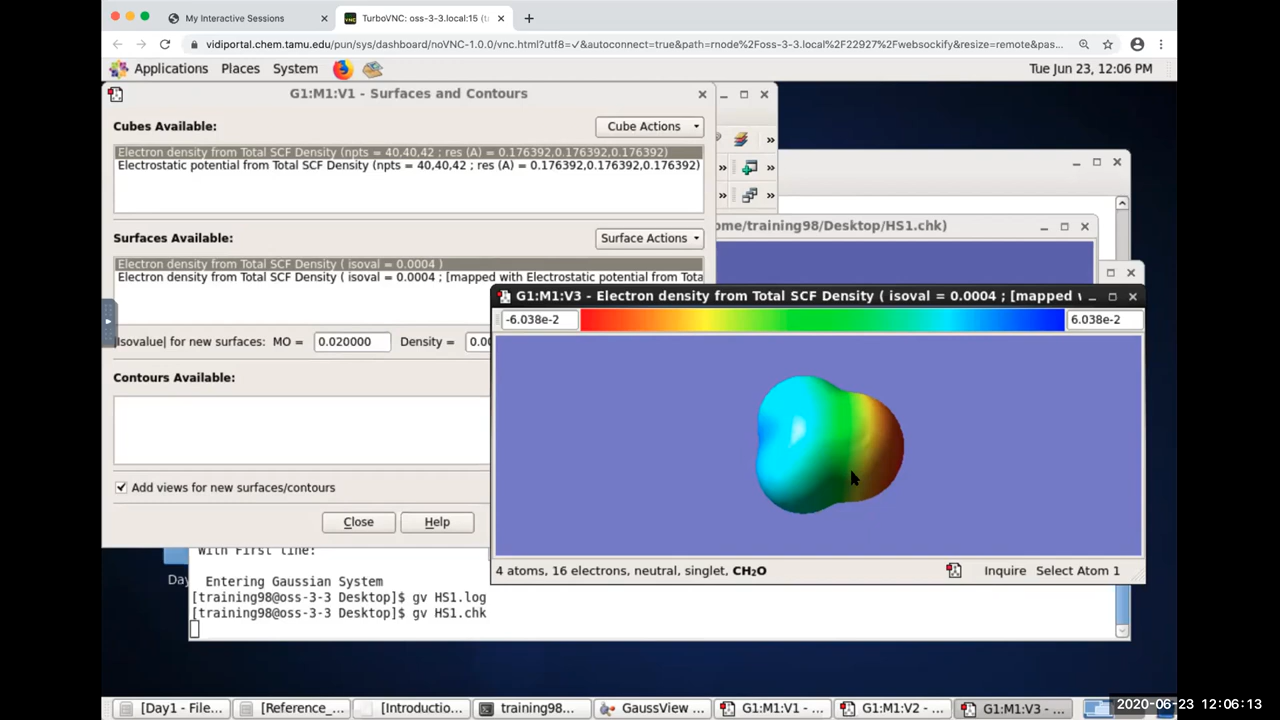 My Interactive Sessions
TurboVNC: oss-3-3.local:15 (t
vidiportal.chem.tamu.edu/pun/sys/dashboard/noVNC-1.0.0/vnc.html?utf8=✓&autoconnect=true&path=rnode%2Foss-3-3.local%2F22927%2Fwebsockify&resize=remote&pas...
Applications Places System
Tue Jun 23, 12:06 PM
G1:M1:V1 - Surfaces and Contours
Cubes Available:
Cube Actions
Electron density from Total SCF Density (npts = 40,40,42 ; res (A) = 0.176392,0.176392,0.176392)
Electrostatic potential from Total SCF Density (npts = 40,40,42 ; res (A) = 0.176392,0.176392,0.176392)
Surfaces Available:
Surface Actions
ome/training98/Desktop/HS1.chk)
Electron density from Total SCF Density ( isoval = 0.0004 )
Electron density from Total SCF Density ( isoval = 0.0004 ; [mapped with Electrostatic potential from Tota
G1:M1:V3 - Electron density from Total SCF Density ( isoval = 0.0004 ; [mapped
-6.038e-2
6.038e-2
|Isovalue| for new surfaces: MO = 0.020000 Density = 0.00
Contours Available:
Add views for new surfaces/contours
Close Help
With First line:
4 atoms, 16 electrons, neutral, singlet, CH₂O
Inquire Select Atom 1
Day
Entering Gaussian System
[training98@oss-3-3 Desktop]$ gv HS1.log
[training98@oss-3-3 Desktop]$ gv HS1.chk
[Day1 - File...
[Reference_...
[Introductio...
training98...
GaussView ...
G1:M1:V1 - ...
G1:M1:V2 - ...
G1:M1:V3 - ...
2020-06-23 12:06:13